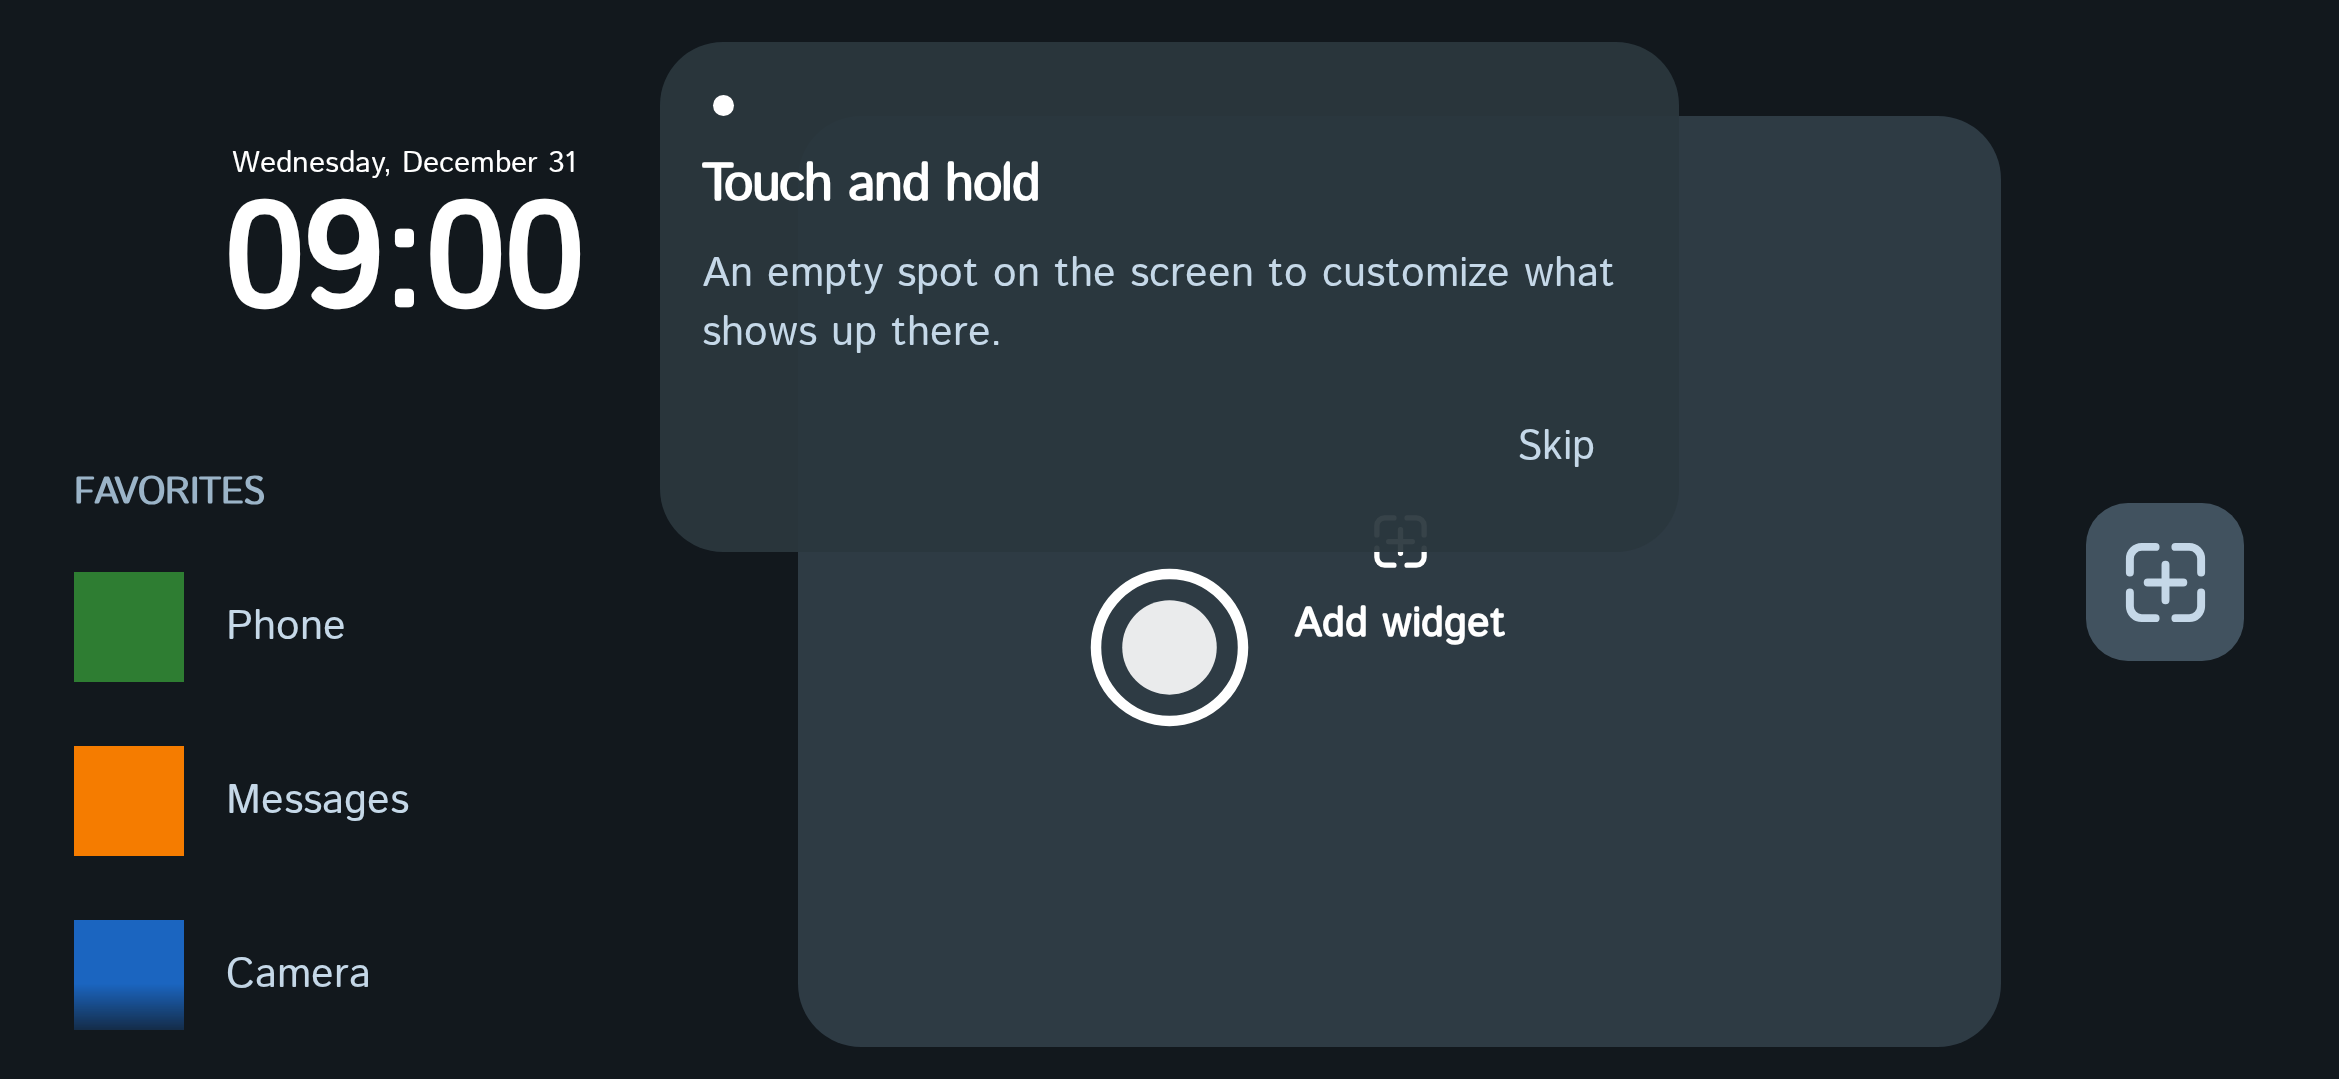 Wednesday, December 31
09:00
FAVORITES
Phone
Messages
Camera
Touch and hold
An empty spot on the screen to customize what
shows up there.
Skip
Add widget